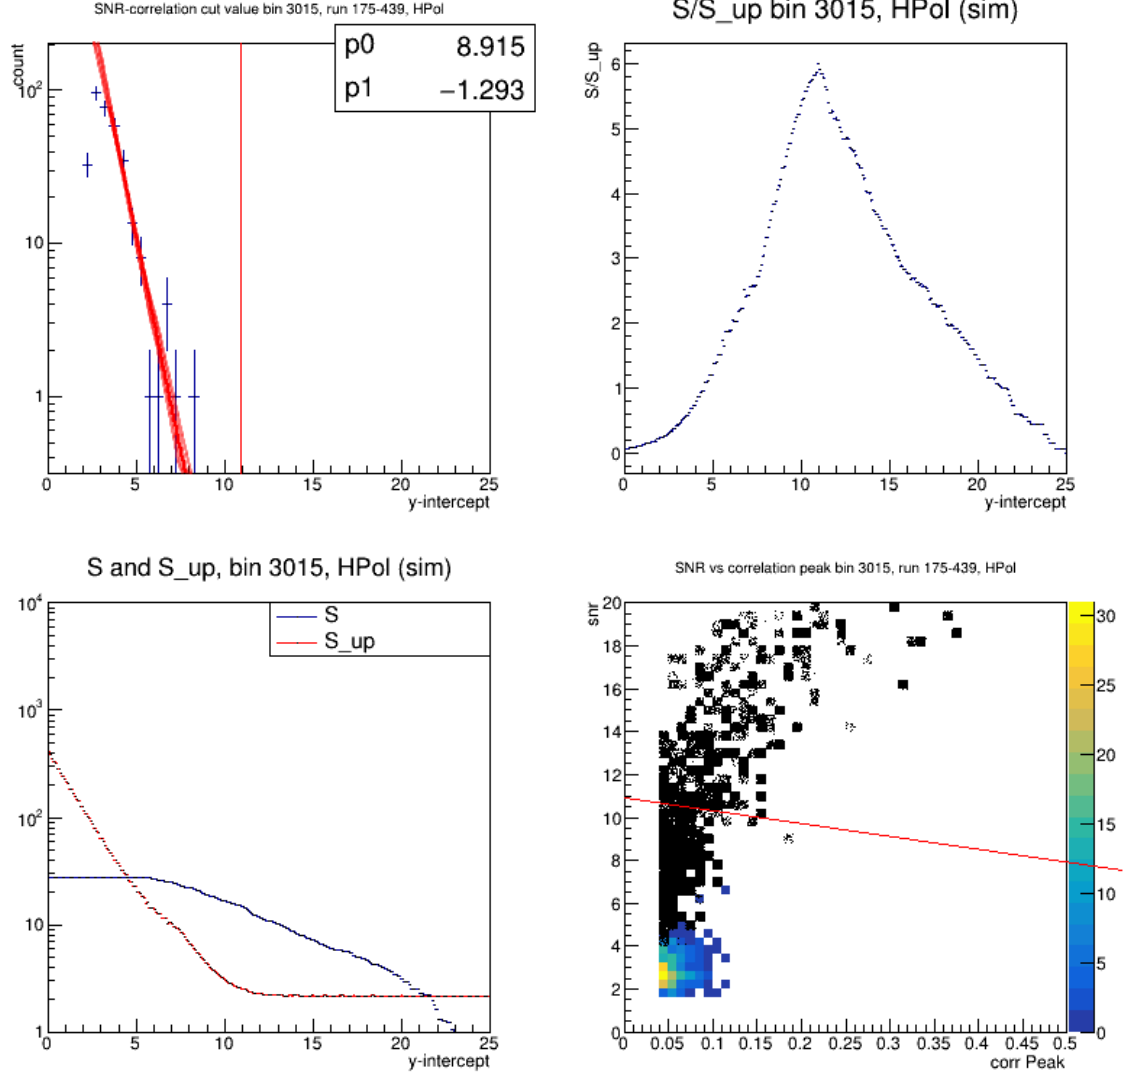 SNR-correlation cut value bin 3015, run 175-439, HPol
count
p0 8.915
p1 −1.293
10²
10
1
0 5 10 15 20 25
y-intercept
S/S_up bin 3015, HPol (sim)
S/S_up
6
5
4
3
2
1
0
0 5 10 15 20 25
y-intercept
S and S_up, bin 3015, HPol (sim)
S
S_up
10⁴
10³
10²
10
1
0 5 10 15 20 25
y-intercept
SNR vs correlation peak bin 3015, run 175-439, HPol
snr
20
18
16
14
12
10
8
6
4
2
0
0 0.05 0.1 0.15 0.2 0.25 0.3 0.35 0.4 0.45 0.5
corr Peak
30
25
20
15
10
5
0